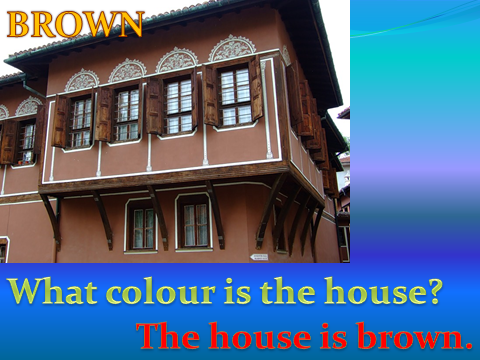 BROWN
What colour is the house?
The house is brown.